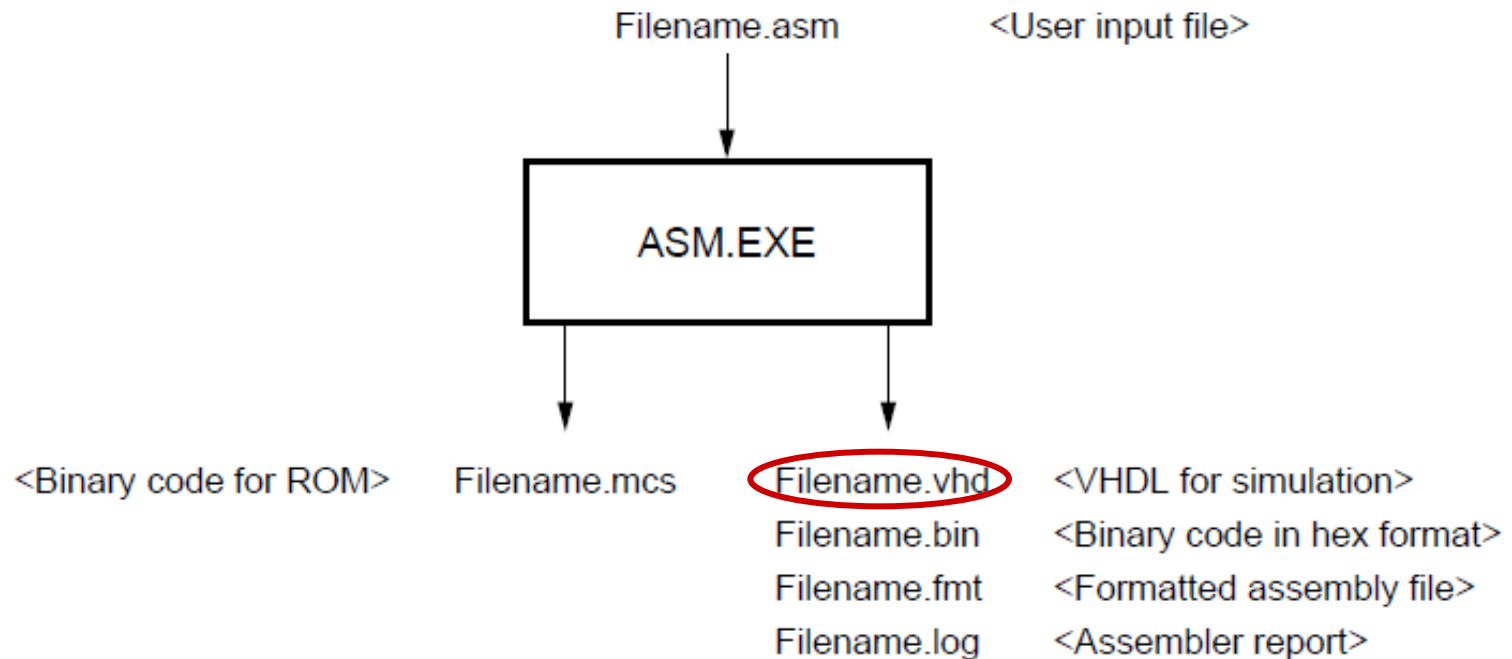 Filename.asm <User input file>
ASM.EXE
<Binary code for ROM> Filename.mcs Filename.vhd <VHDL for simulation>
Filename.bin <Binary code in hex format>
Filename.fmt <Formatted assembly file>
Filename.log <Assembler report>